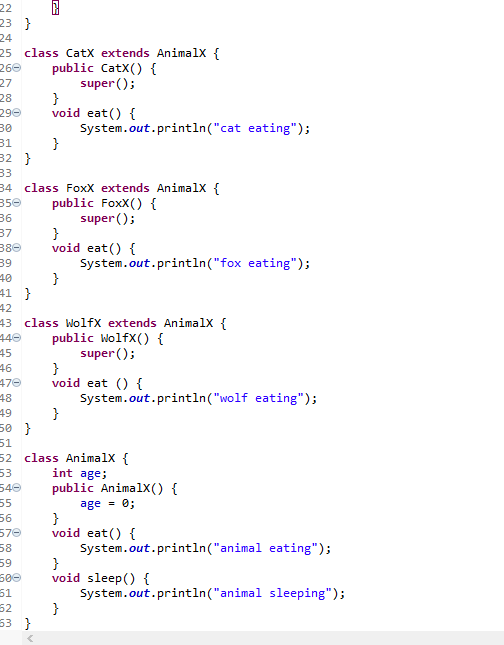 22     }
23 }
24
25 class CatX extends AnimalX {
26     public CatX() {
27         super();
28     }
29     void eat() {
30         System.out.println("cat eating");
31     }
32 }
33
34 class FoxX extends AnimalX {
35     public FoxX() {
36         super();
37     }
38     void eat() {
39         System.out.println("fox eating");
40     }
41 }
42
43 class WolfX extends AnimalX {
44     public WolfX() {
45         super();
46     }
47     void eat () {
48         System.out.println("wolf eating");
49     }
50 }
51
52 class AnimalX {
53     int age;
54     public AnimalX() {
55         age = 0;
56     }
57     void eat() {
58         System.out.println("animal eating");
59     }
60     void sleep() {
61         System.out.println("animal sleeping");
62     }
63 }